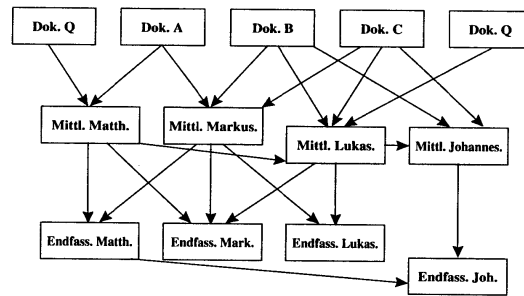 Dok. Q
Dok. A
Dok. B
Dok. C
Dok. Q
Mittl. Matth.
Mittl. Markus.
Mittl. Lukas.
Mittl. Johannes.
Endfass. Matth.
Endfass. Mark.
Endfass. Lukas.
Endfass. Joh.